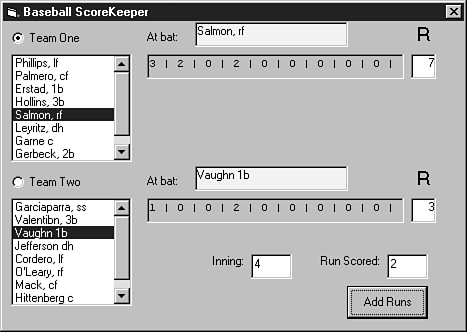 Baseball ScoreKeeper
Team One
At bat:
Salmon, rf
R
Phillips, lf
Palmero, cf
Erstad, 1b
Hollins, 3b
Salmon, rf
Leyritz, dh
Garne c
Gerbeck, 2b
3 | 2 | 0 | 2 | 0 | 0 | 0 | 0 | 0 |
7
Team Two
At bat:
Vaughn 1b
R
Garciaparra, ss
Valentibn, 3b
Vaughn 1b
Jefferson dh
Cordero, lf
O'Leary, rf
Mack, cf
Hittenberg c
1 | 0 | 0 | 2 | 0 | 0 | 0 | 0 | 0 |
3
Inning:
4
Run Scored:
2
Add Runs